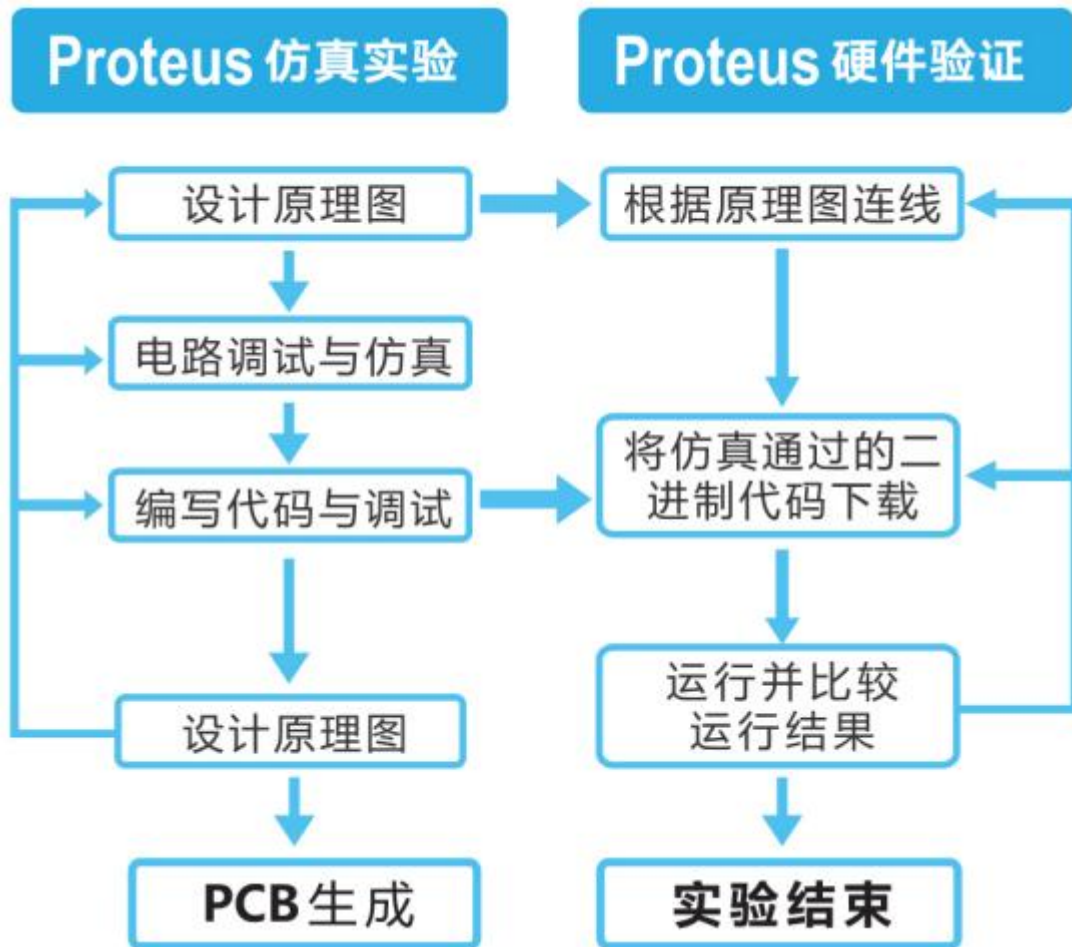 Proteus 仿真实验
设计原理图
电路调试与仿真
编写代码与调试
设计原理图
PCB生成
Proteus 硬件验证
根据原理图连线
将仿真通过的二
进制代码下载
运行并比较
运行结果
实验结束